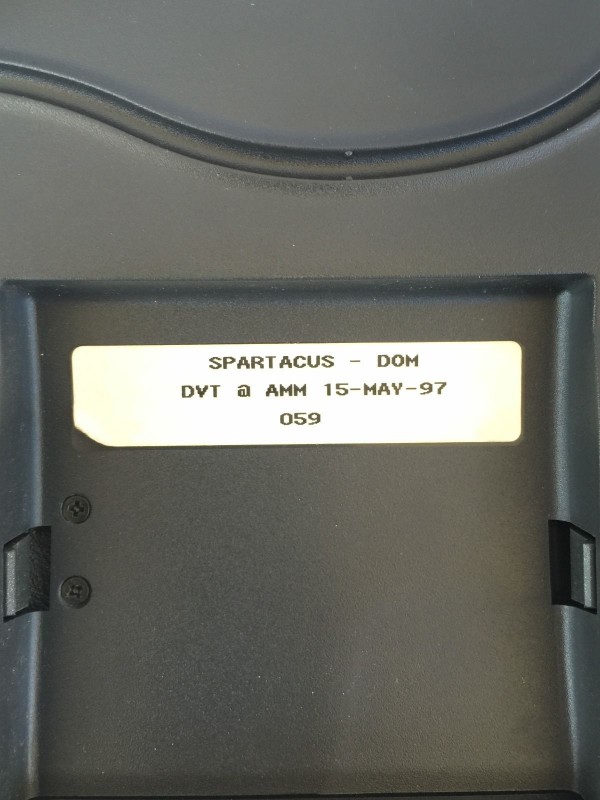 SPARTACUS - DOM
DVT @ AMM 15-MAY-97
059